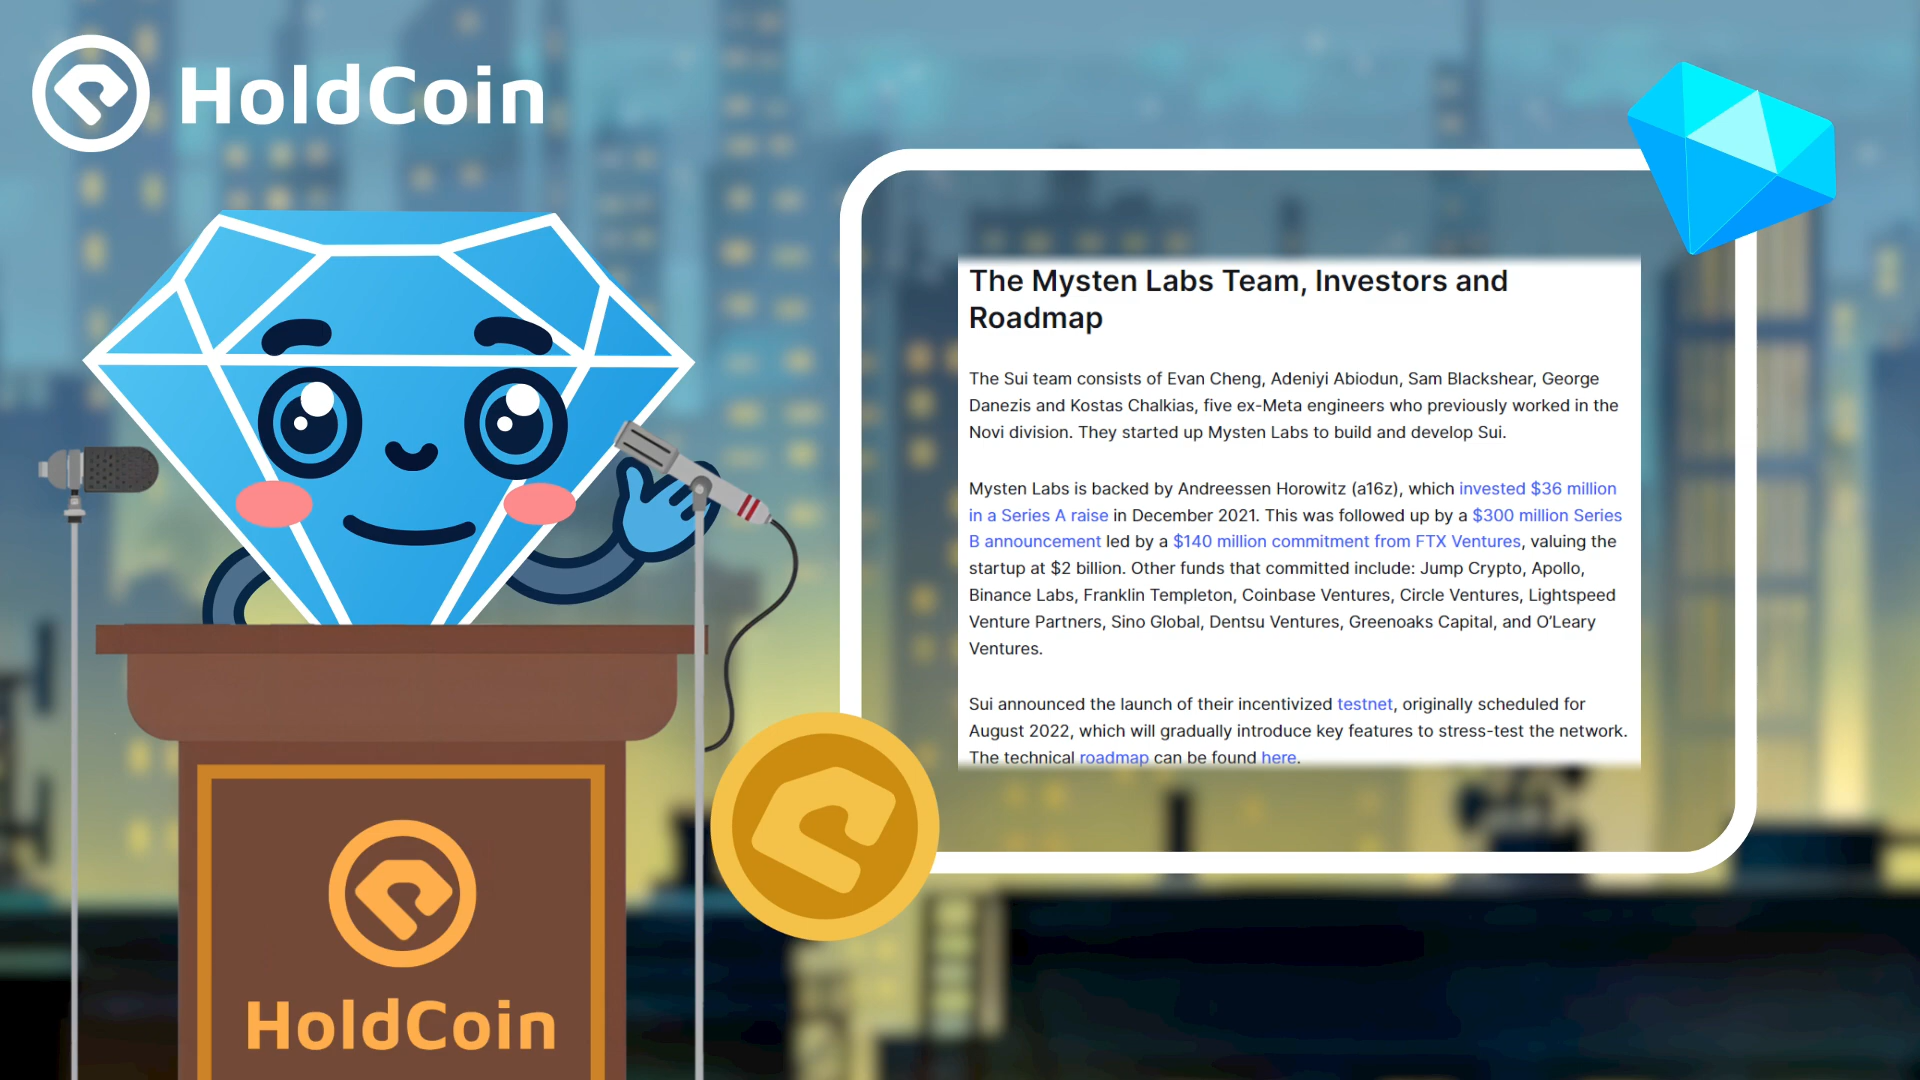 HoldCoin
The Mysten Labs Team, Investors and
Roadmap
The Sui team consists of Evan Cheng, Adeniyi Abiodun, Sam Blackshear, George
Danezis and Kostas Chalkias, five ex-Meta engineers who previously worked in the
Novi division. They started up Mysten Labs to build and develop Sui.
Mysten Labs is backed by Andreessen Horowitz (a16z), which invested $36 million
in a Series A raise in December 2021. This was followed up by a $300 million Series
B announcement led by a $140 million commitment from FTX Ventures, valuing the
startup at $2 billion. Other funds that committed include: Jump Crypto, Apollo,
Binance Labs, Franklin Templeton, Coinbase Ventures, Circle Ventures, Lightspeed
Venture Partners, Sino Global, Dentsu Ventures, Greenoaks Capital, and O’Leary
Ventures.
Sui announced the launch of their incentivized testnet, originally scheduled for
August 2022, which will gradually introduce key features to stress-test the network.
The technical roadmap can be found here.
HoldCoin